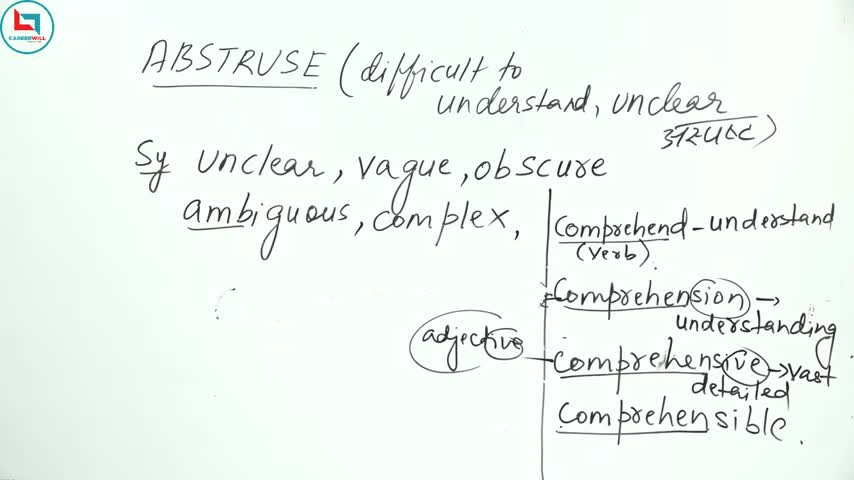 CAREERWILL
ABSTRUSE (difficult to
understand, unclear
अस्पष्ट)
Sy unclear, vague, obscure
ambiguous, complex,
comprehend - understand
(verb).
comprehension →
understanding
adjective
comprehensive → vast
detailed
comprehensible.